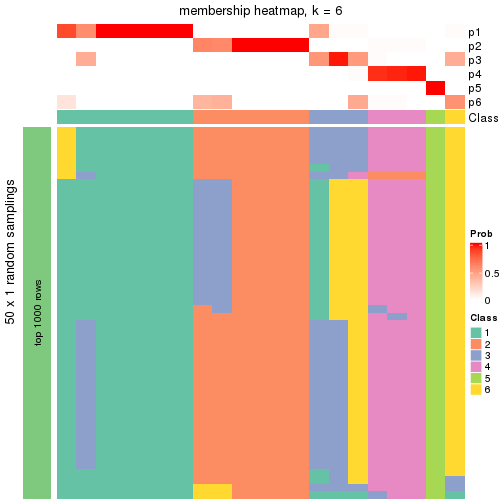 membership heatmap, k = 6
p1
p2
p3
p4
p5
p6
Class
50 x 1 random samplings
top 1000 rows
Prob
1
0.5
0
Class
1
2
3
4
5
6